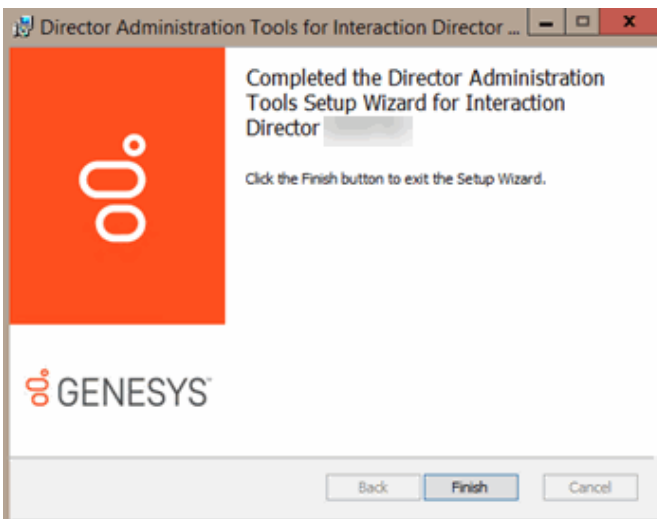 Director Administration Tools for Interaction Director ...
Completed the Director Administration
Tools Setup Wizard for Interaction
Director
Click the Finish button to exit the Setup Wizard.
GENESYS™
Back
Finish
Cancel